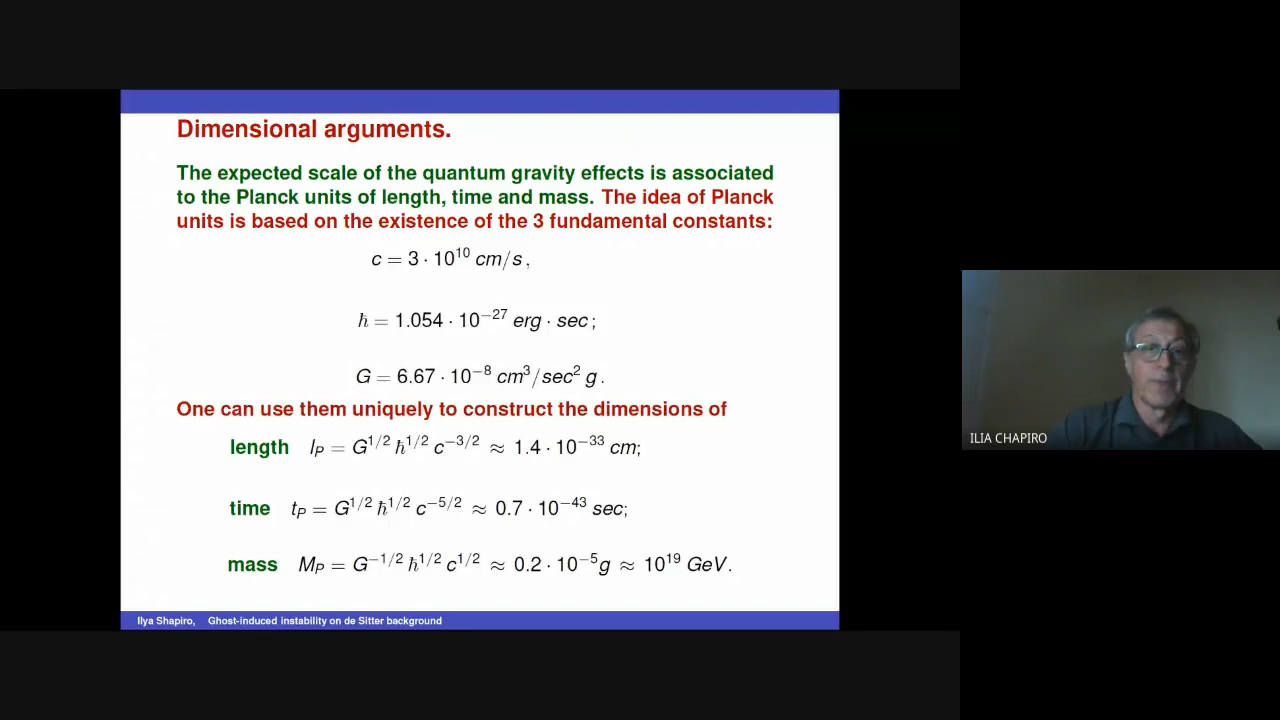 Dimensional arguments.
The expected scale of the quantum gravity effects is associated
to the Planck units of length, time and mass. The idea of Planck
units is based on the existence of the 3 fundamental constants:
c = 3 · 10^10 cm/s ,
ħ = 1.054 · 10^−27 erg · sec ;
G = 6.67 · 10^−8 cm^3/sec^2 g .
One can use them uniquely to construct the dimensions of
length l_P = G^1/2 ħ^1/2 c^−3/2 ≈ 1.4 · 10^−33 cm;
time t_P = G^1/2 ħ^1/2 c^−5/2 ≈ 0.7 · 10^−43 sec;
mass M_P = G^−1/2 ħ^1/2 c^1/2 ≈ 0.2 · 10^−5 g ≈ 10^19 GeV.
Ilya Shapiro, Ghost-induced instability on de Sitter background
ILIA CHAPIRO